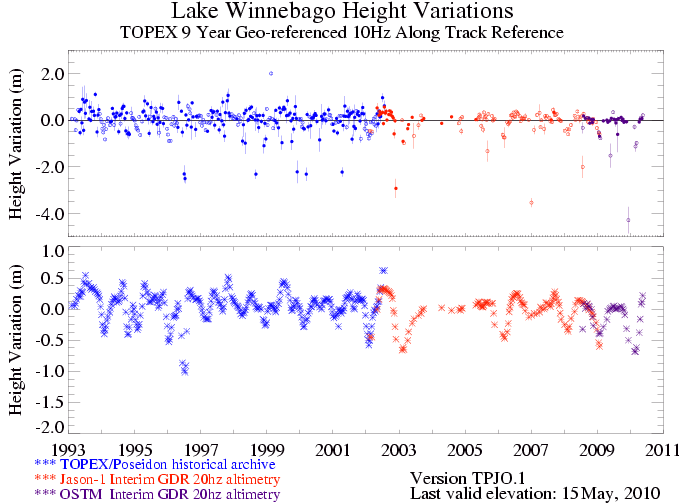 Lake Winnebago Height Variations
TOPEX 9 Year Geo-referenced 10Hz Along Track Reference
Height Variation (m)
2.0
0.0
-2.0
-4.0
Height Variation (m)
1.0
0.5
0.0
-0.5
-1.0
-1.5
-2.0
1993 1995 1997 1999 2001 2003 2005 2007 2009 2011
*** TOPEX/Poseidon historical archive
*** Jason-1 Interim GDR 20hz altimetry
*** OSTM Interim GDR 20hz altimetry
Version TPJO.1
Last valid elevation: 15 May, 2010